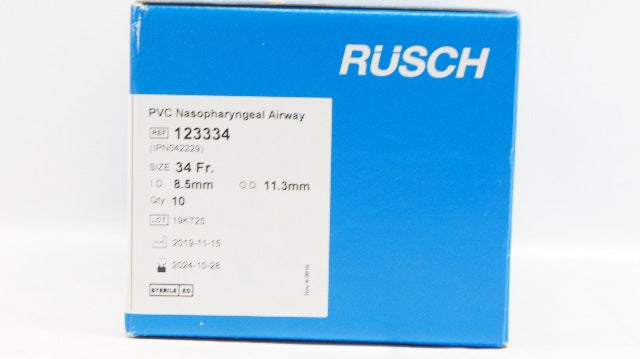 RÜSCH
PVC Nasopharyngeal Airway
REF 123334
(IPN042229)
SIZE 34 Fr.
I.D. 8.5mm O.D. 11.3mm
Qty 10
LOT 19KT25
2019-11-15
2024-10-28
STERILE EO